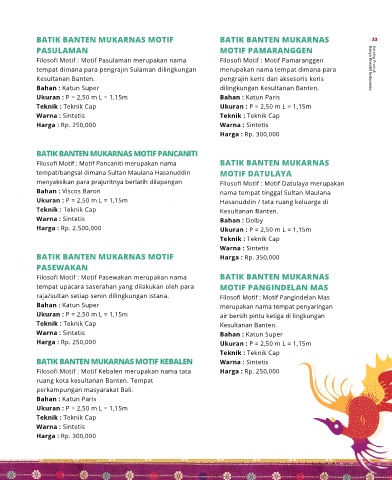 BATIK BANTEN MUKARNAS MOTIF
PASULAMAN
Filosofi Motif : Motif Pasulaman merupakan nama
tempat dimana para pengrajin Sulaman dilingkungan
Kesultanan Banten.
Bahan : Katun Super
Ukuran : P = 2,50 m L = 1,15m
Teknik : Teknik Cap
Warna : Sintetis
Harga : Rp. 250,000
BATIK BANTEN MUKARNAS MOTIF PANCANITI
Filosofi Motif : Motif Pancaniti merupakan nama
tempat/bangsal dimana Sultan Maulana Hasanuddin
menyaksikan para prajuritnya berlatih dilapangan
Bahan : Viscos Baron
Ukuran : P = 2,50 m L = 1,15m
Teknik : Teknik Cap
Warna : Sintetis
Harga : Rp. 2.500,000
BATIK BANTEN MUKARNAS MOTIF
PASEWAKAN
Filosofi Motif : Motif Pasewakan merupakan nama
tempat upacara saserahan yang dilakukan oleh para
raja/sultan setiap senin dilingkungan istana.
Bahan : Katun Super
Ukuran : P = 2,50 m L = 1,15m
Teknik : Teknik Cap
Warna : Sintetis
Harga : Rp. 250,000
BATIK BANTEN MUKARNAS MOTIF KEBALEN
Filosofi Motif : Motif Kebalen merupakan nama tata
ruang kota kesultanan Banten. Tempat
perkampungan masyarakat Bali.
Bahan : Katun Paris
Ukuran : P = 2,50 m L = 1,15m
Teknik : Teknik Cap
Warna : Sintetis
Harga : Rp. 300,000
BATIK BANTEN MUKARNAS
MOTIF PAMARANGGEN
Filosofi Motif : Motif Pamaranggen
merupakan nama tempat dimana para
pengrajin keris dan aksesoris keris
dilingkungan Kesultanan Banten.
Bahan : Katun Paris
Ukuran : P = 2,50 m L = 1,15m
Teknik : Teknik Cap
Warna : Sintetis
Harga : Rp. 300,000
BATIK BANTEN MUKARNAS
MOTIF DATULAYA
Filosofi Motif : Motif Datulaya merupakan
nama tempat tinggal Sultan Maulana
Hasanuddin / tata ruang keluarga di
Kesultanan Banten.
Bahan : Dolby
Ukuran : P = 2,50 m L = 1,15m
Teknik : Teknik Cap
Warna : Sintetis
Harga : Rp. 350,000
BATIK BANTEN MUKARNAS
MOTIF PANGINDELAN MAS
Filosofi Motif : Motif Pangindelan Mas
merupakan nama tempat penyaringan
air bersih pintu ketiga di lingkungan
Kesultanan Banten.
Bahan : Katun Super
Ukuran : P = 2,50 m L = 1,15m
Teknik : Teknik Cap
Warna : Sintetis
Harga : Rp. 250,000
33
Katalog Produk
Karya Kreatif Indonesia